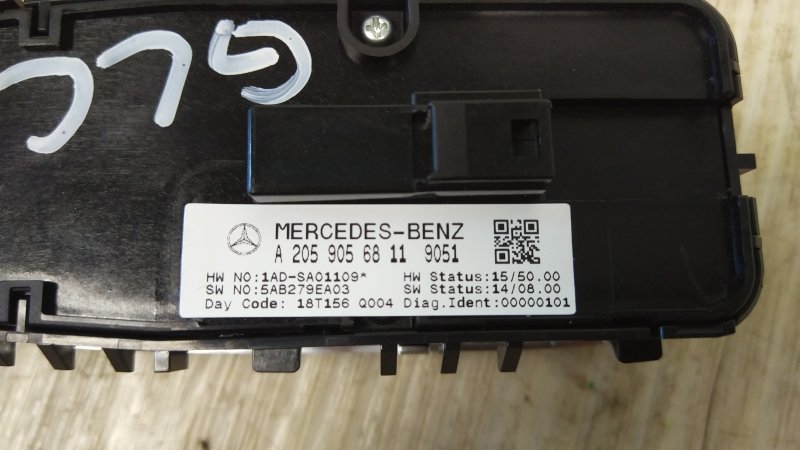 GLC
MERCEDES-BENZ
A 205 905 68 11 9051
HW NO:1AD-SA01109* HW Status:15/50.00
SW NO:5AB279EA03 SW Status:14/08.00
Day Code: 18T156 Q004 Diag.Ident:00000101